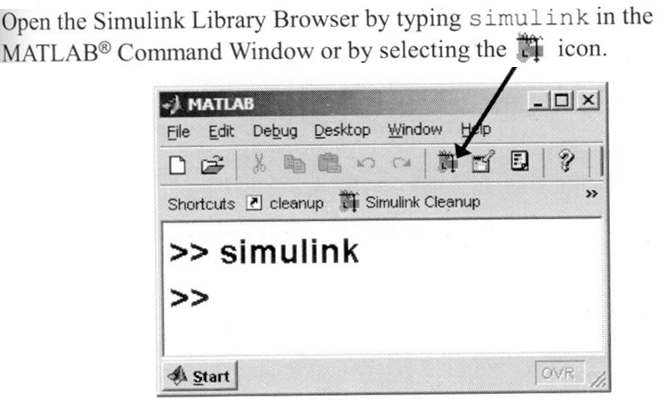 Open the Simulink Library Browser by typing simulink in the
MATLAB® Command Window or by selecting the icon.
MATLAB
File Edit Debug Desktop Window Help
Shortcuts cleanup Simulink Cleanup »
>> simulink
>>
Start OVR